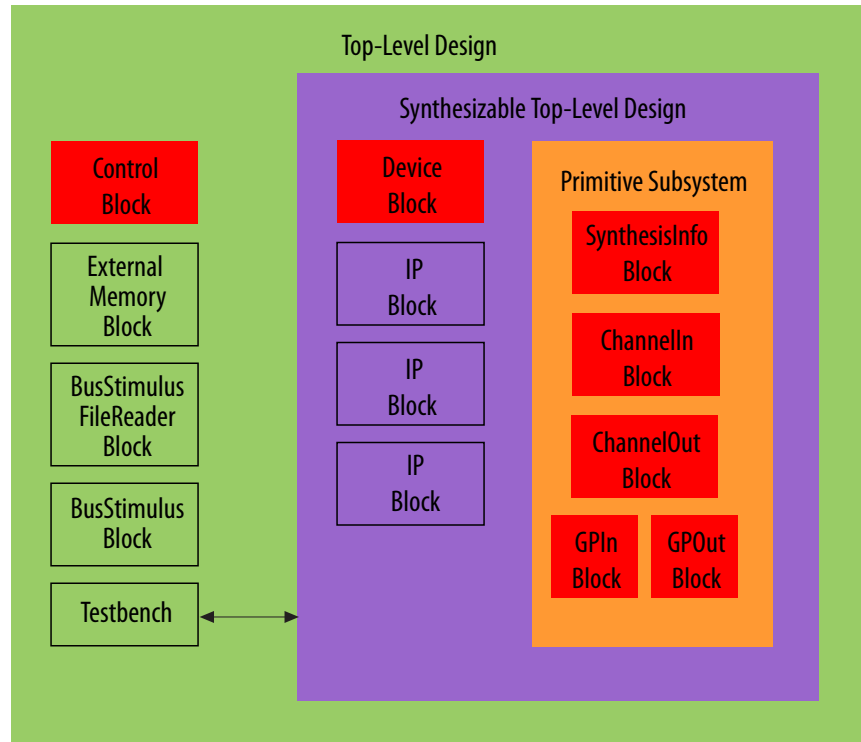 Top-Level Design
Synthesizable Top-Level Design
Control
Block
External
Memory
Block
BusStimulus
FileReader
Block
BusStimulus
Block
Testbench
Device
Block
IP
Block
IP
Block
IP
Block
Primitive Subsystem
SynthesisInfo
Block
ChannelIn
Block
ChannelOut
Block
GPIn
Block
GPOut
Block